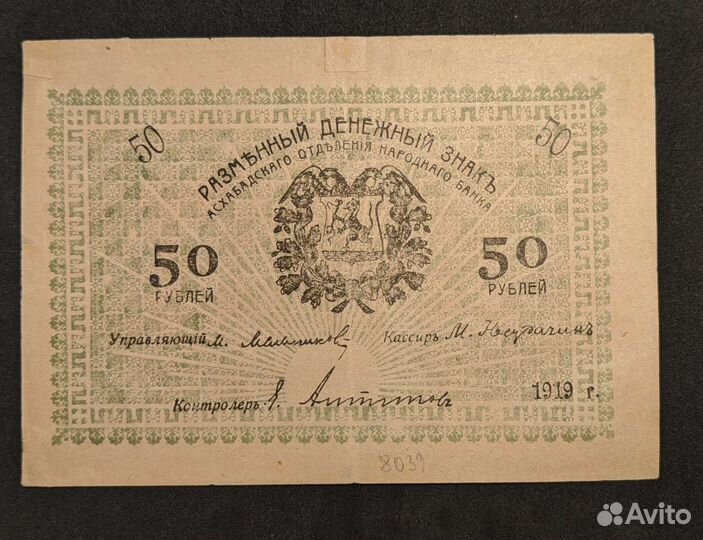 50 50
РАЗМѢННЫЙ ДЕНЕЖНЫЙ ЗНАКЪ
АСХАБАДСКАГО ОТДѢЛЕНІЯ НАРОДНАГО БАНКА
50 50
РУБЛЕЙ РУБЛЕЙ
Управляющій М. Кассиръ М.
Контролеръ Я. Антиповъ 1919 г.
8039
Avito